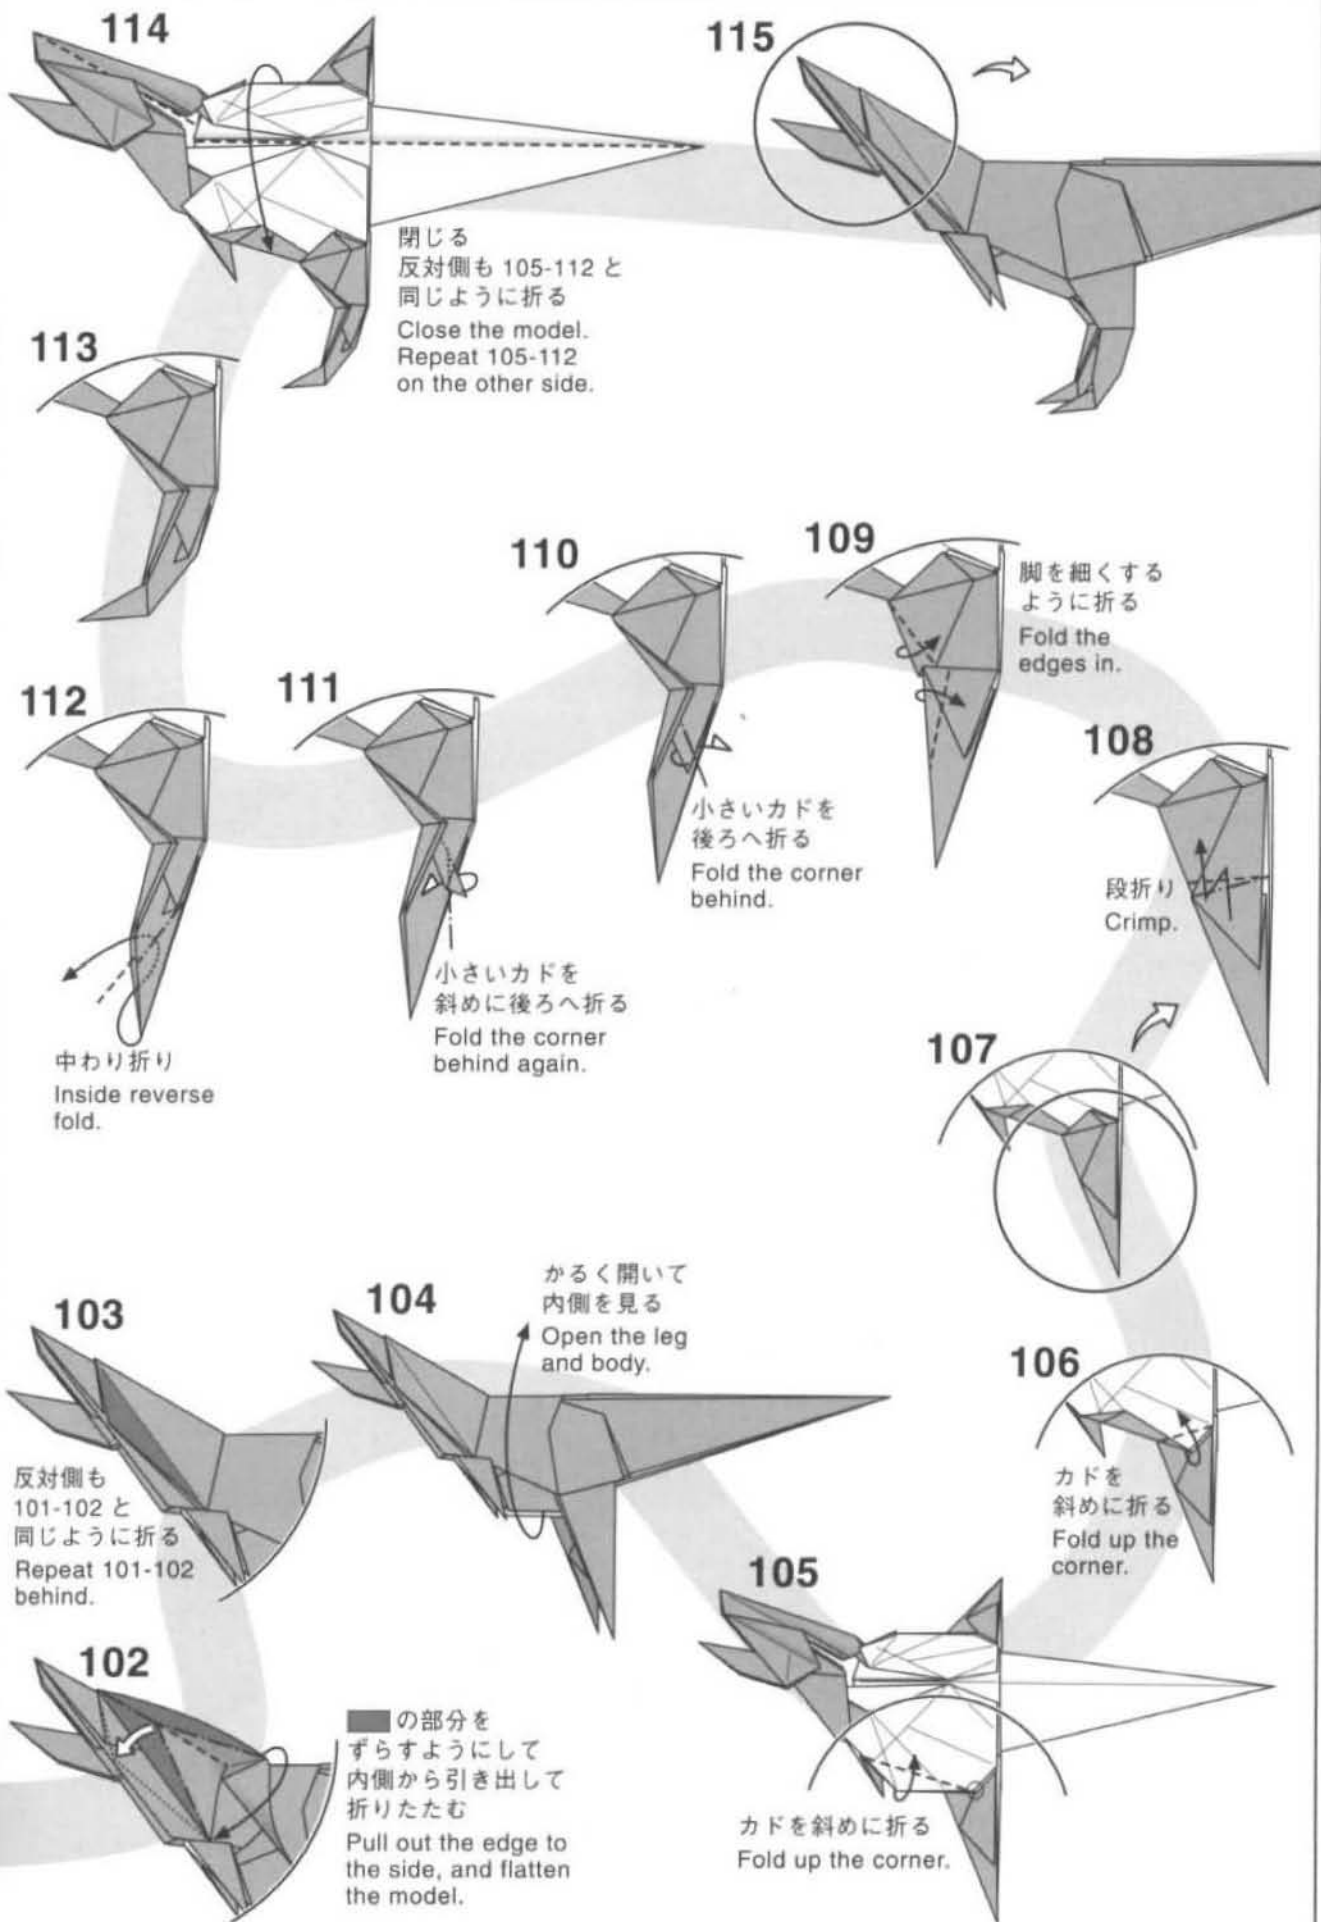 102
の部分を
ずらすようにして
内側から引き出して
折りたたむ
Pull out the edge to
the side, and flatten
the model.
103
反対側も
101-102 と
同じように折る
Repeat 101-102
behind.
104
かるく開いて
内側を見る
Open the leg
and body.
105
カドを斜めに折る
Fold up the corner.
106
カドを
斜めに折る
Fold up the
corner.
107
108
段折り
Crimp.
109
脚を細くする
ように折る
Fold the
edges in.
110
小さいカドを
後ろへ折る
Fold the corner
behind.
111
小さいカドを
斜めに後ろへ折る
Fold the corner
behind again.
112
中わり折り
Inside reverse
fold.
113
114
閉じる
反対側も 105-112 と
同じように折る
Close the model.
Repeat 105-112
on the other side.
115